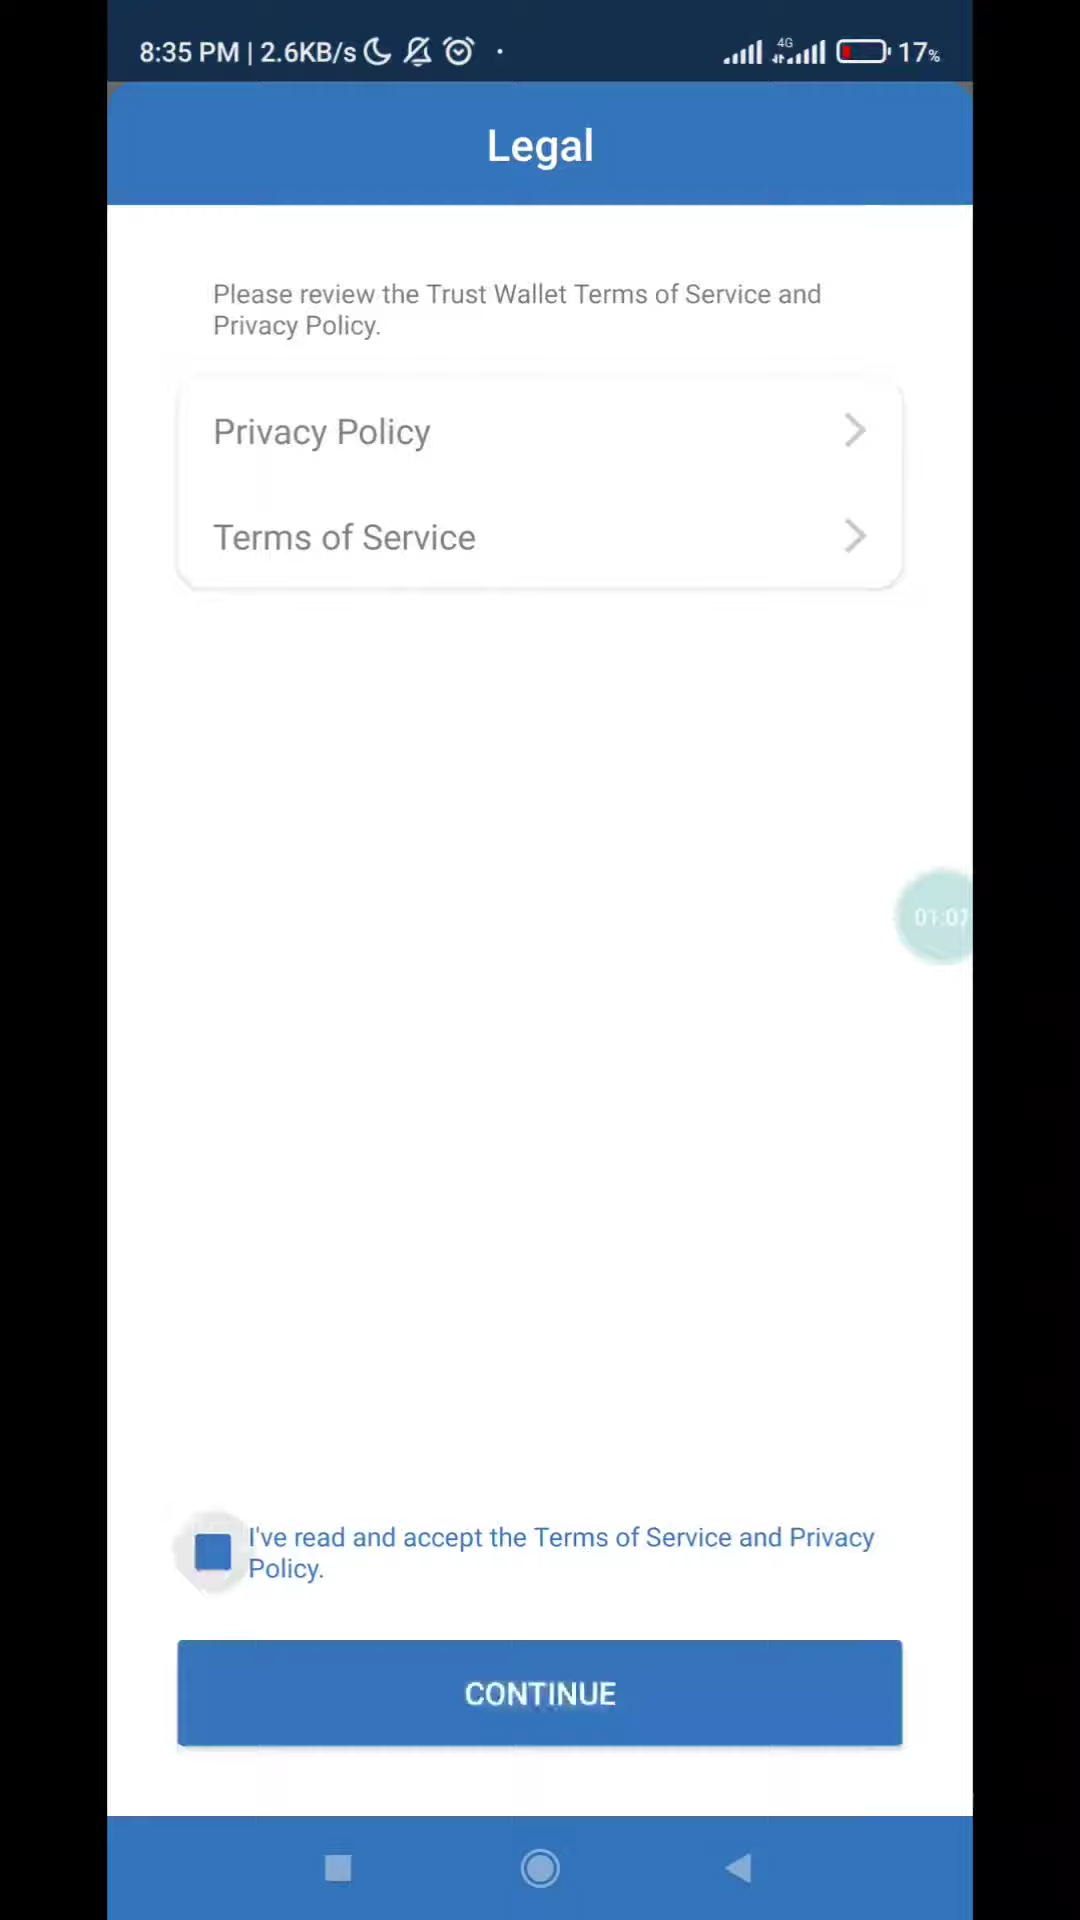 8:35 PM | 2.6KB/s
4G
17%
Legal
Please review the Trust Wallet Terms of Service and
Privacy Policy.
Privacy Policy
Terms of Service
I've read and accept the Terms of Service and Privacy
Policy.
CONTINUE